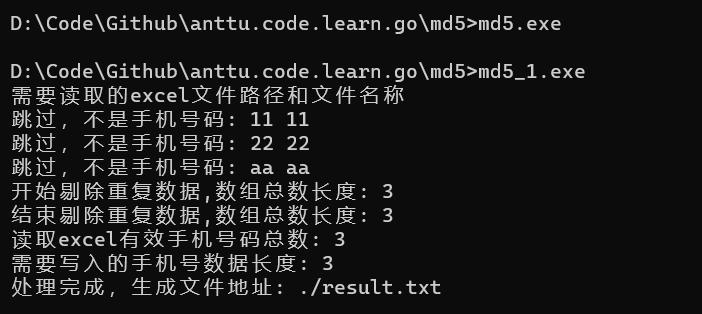 D:\Code\Github\anttu.code.learn.go\md5>md5.exe
D:\Code\Github\anttu.code.learn.go\md5>md5_1.exe
需要读取的excel文件路径和文件名称
跳过，不是手机号码: 11 11
跳过，不是手机号码: 22 22
跳过，不是手机号码: aa aa
开始剔除重复数据,数组总数长度: 3
结束剔除重复数据,数组总数长度: 3
读取excel有效手机号码总数: 3
需要写入的手机号数据长度: 3
处理完成，生成文件地址: ./result.txt